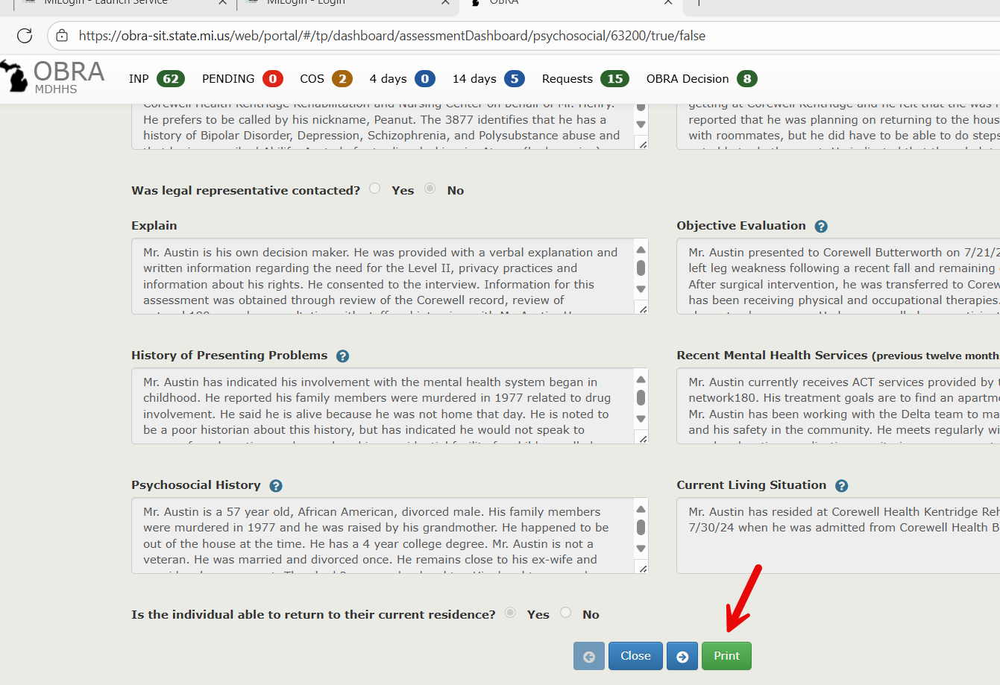 MiLogin - Launch Service
MiLogin - Login
OBRA
https://obra-sit.state.mi.us/web/portal/#/tp/dashboard/assessmentDashboard/psychosocial/63200/true/false
OBRA
MDHHS
INP 62 PENDING 0 COS 2 4 days 0 14 days 5 Requests 15 OBRA Decision 8
Corewell Health Kentridge Rehabilitation and Nursing Center on behalf of Mr. Henry.
He prefers to be called by his nickname, Peanut. The 3877 identifies that he has a
history of Bipolar Disorder, Depression, Schizophrenia, and Polysubstance abuse and
getting at Corewell Kentridge and he felt that the was
reported that he was planning on returning to the hous
with roommates, but he did have to be able to do steps
Was legal representative contacted? Yes No
Explain
Mr. Austin is his own decision maker. He was provided with a verbal explanation and
written information regarding the need for the Level II, privacy practices and
information about his rights. He consented to the interview. Information for this
assessment was obtained through review of the Corewell record, review of
Objective Evaluation
Mr. Austin presented to Corewell Butterworth on 7/21/2
left leg weakness following a recent fall and remaining
After surgical intervention, he was transferred to Corew
has been receiving physical and occupational therapies.
History of Presenting Problems
Mr. Austin has indicated his involvement with the mental health system began in
childhood. He reported his family members were murdered in 1977 related to drug
involvement. He said he is alive because he was not home that day. He is noted to
be a poor historian about this history, but has indicated he would not speak to
Recent Mental Health Services (previous twelve month
Mr. Austin currently receives ACT services provided by
network180. His treatment goals are to find an apartme
Mr. Austin has been working with the Delta team to ma
and his safety in the community. He meets regularly wi
Psychosocial History
Mr. Austin is a 57 year old, African American, divorced male. His family members
were murdered in 1977 and he was raised by his grandmother. He happened to be
out of the house at the time. He has a 4 year college degree. Mr. Austin is not a
veteran. He was married and divorced once. He remains close to his ex-wife and
Current Living Situation
Mr. Austin has resided at Corewell Health Kentridge Reh
7/30/24 when he was admitted from Corewell Health B
Is the individual able to return to their current residence? Yes No
Close
Print